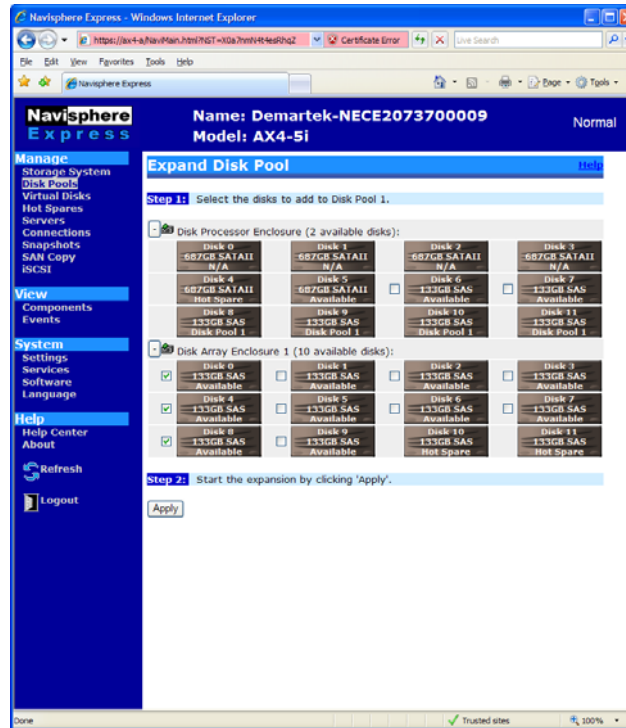 Navisphere Express - Windows Internet Explorer
Certificate Error
Live Search
File Edit View Favorites Tools Help
Navisphere Express
Page Tools
Navisphere
Express
Name: Demartek-NECE2073700009
Model: AX4-5i
Normal
Manage
Storage System
Disk Pools
Virtual Disks
Hot Spares
Servers
Connections
Snapshots
SAN Copy
iSCSI
View
Components
Events
System
Settings
Services
Software
Language
Help
Help Center
About
Refresh
Logout
Expand Disk Pool
Help
Step 1: Select the disks to add to Disk Pool 1.
Disk Processor Enclosure (2 available disks):
Disk 0 Disk 1 Disk 2 Disk 3
687GB SATAII 687GB SATAII 687GB SATAII 687GB SATAII
N/A N/A N/A N/A
Disk 4 Disk 5 Disk 6 Disk 7
687GB SATAII 687GB SATAII 133GB SAS 133GB SAS
Hot Spare Available Available Available
Disk 8 Disk 9 Disk 10 Disk 11
133GB SAS 133GB SAS 133GB SAS 133GB SAS
Disk Pool 1 Disk Pool 1 Disk Pool 1 Disk Pool 1
Disk Array Enclosure 1 (10 available disks):
Disk 0 Disk 1 Disk 2 Disk 3
133GB SAS 133GB SAS 133GB SAS 133GB SAS
Available Available Available Available
Disk 4 Disk 5 Disk 6 Disk 7
133GB SAS 133GB SAS 133GB SAS 133GB SAS
Available Available Available Available
Disk 8 Disk 9 Disk 10 Disk 11
133GB SAS 133GB SAS 133GB SAS 133GB SAS
Available Available Hot Spare Hot Spare
Step 2: Start the expansion by clicking 'Apply'.
Apply
Done
Trusted sites
100%